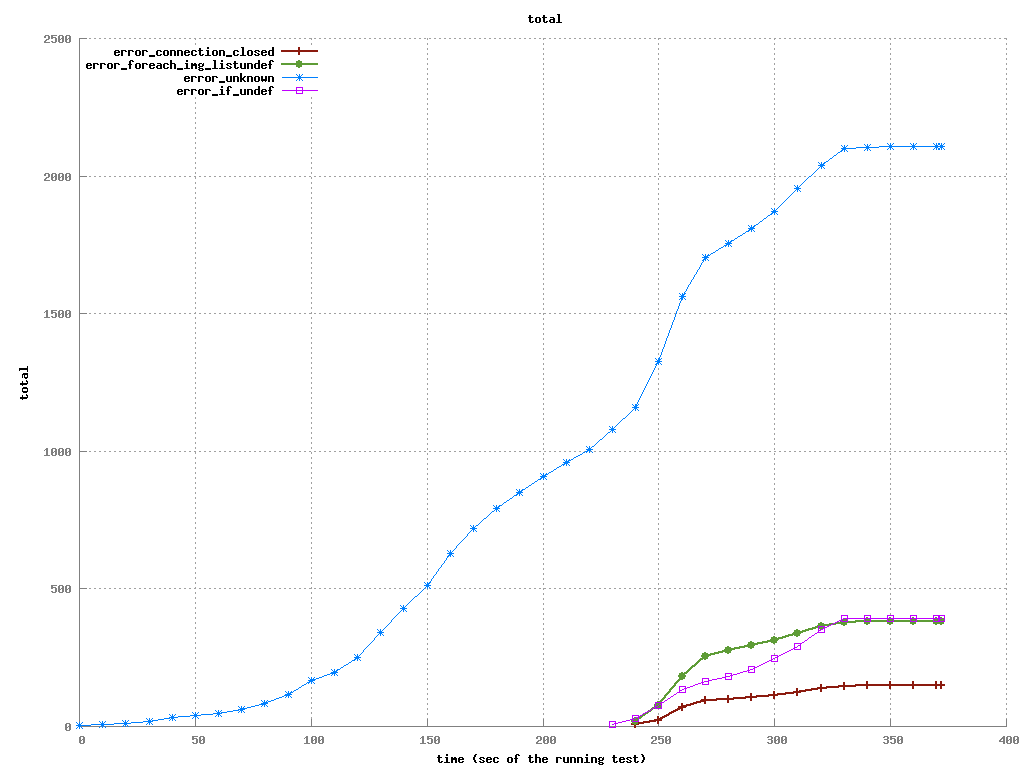 total
2500
2000
1500
1000
500
0
total
error_connection_closed
error_foreach_img_listundef
error_unknown
error_if_undef
0 50 100 150 200 250 300 350 400
time (sec of the running test)